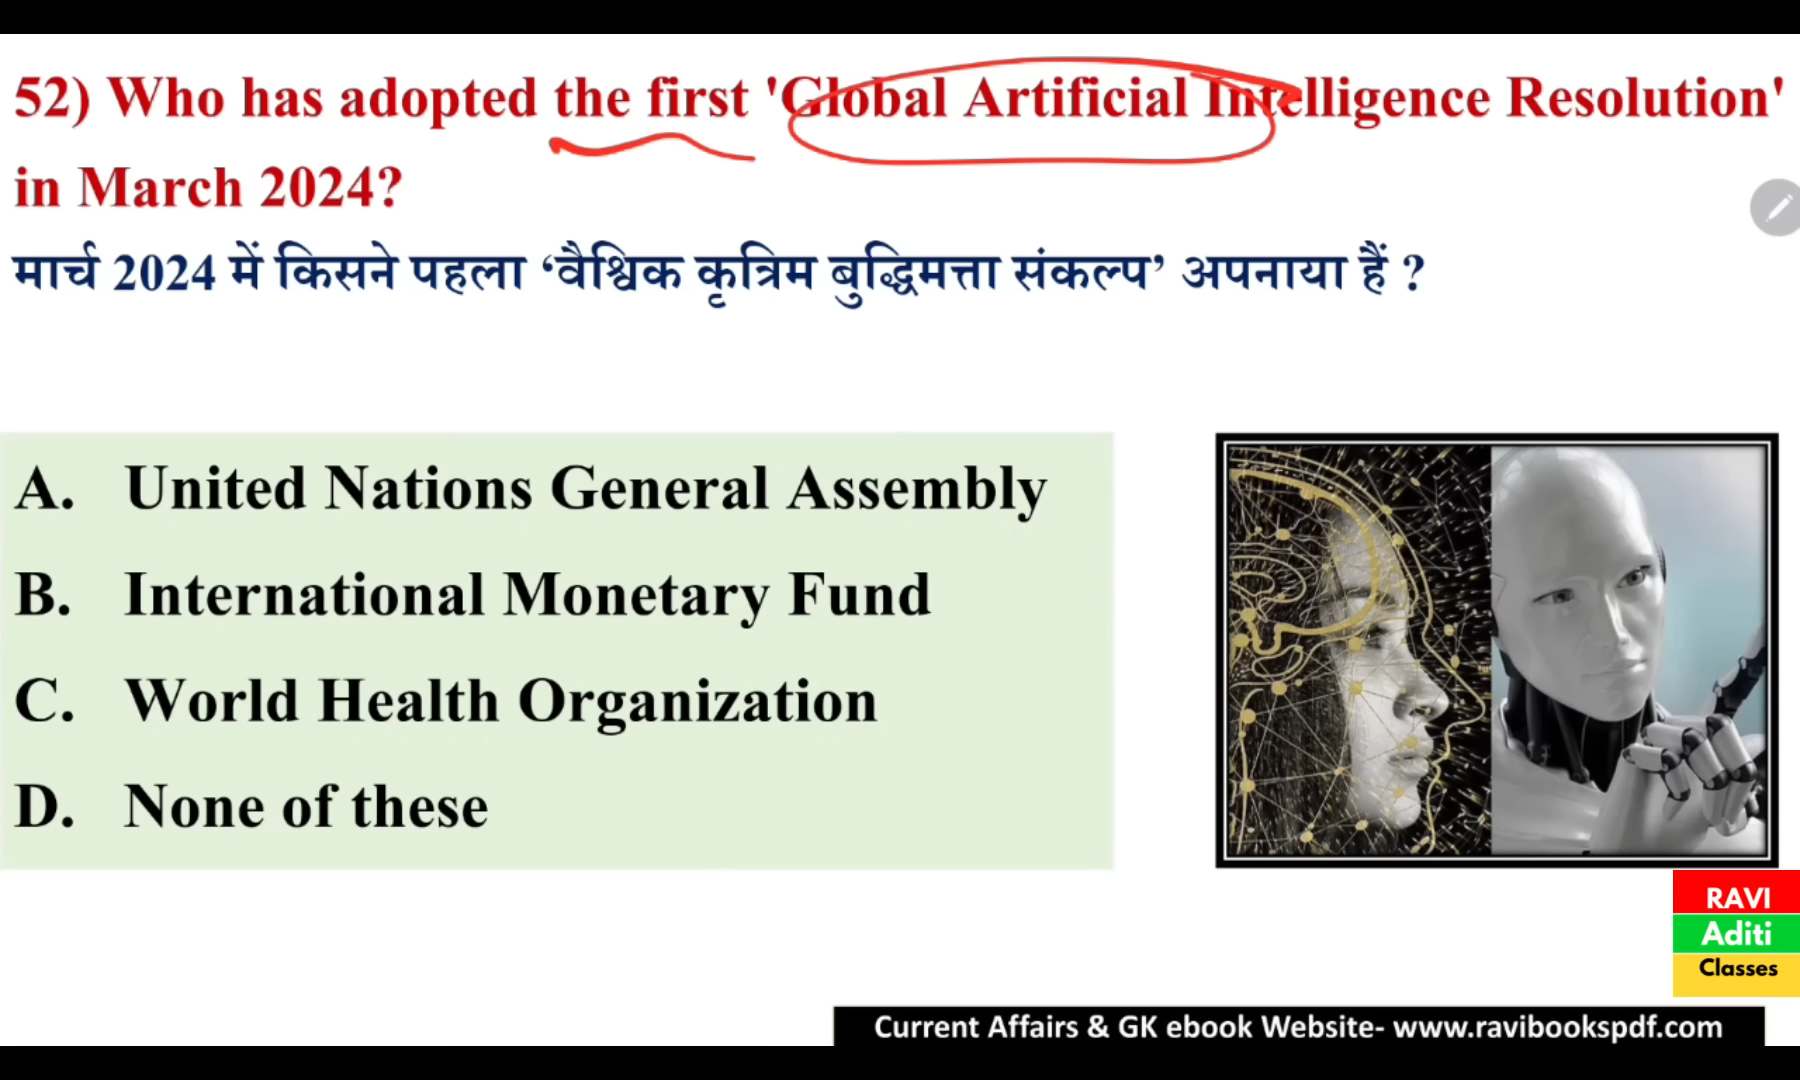 52) Who has adopted the first 'Global Artificial Intelligence Resolution'
in March 2024?
मार्च 2024 में किसने पहला ‘वैश्विक कृत्रिम बुद्धिमत्ता संकल्प’ अपनाया हैं ?
A. United Nations General Assembly
B. International Monetary Fund
C. World Health Organization
D. None of these
RAVI
Aditi
Classes
Current Affairs & GK ebook Website- www.ravibookspdf.com